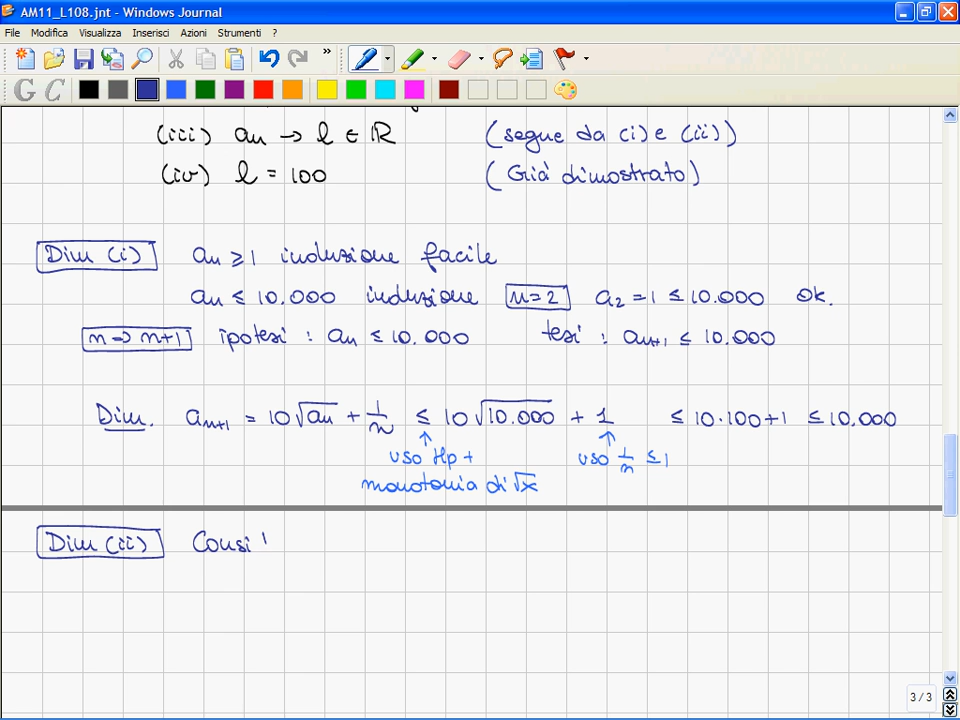 AM11_L108.jnt - Windows Journal
File Modifica Visualizza Inserisci Azioni Strumenti ?
G C
(iii) an → l ∈ ℝ (segue da (i) e (ii))
(iv) l = 100 (Già dimostrato)
Dim (i) an ≥ 1 induzione facile
an ≤ 10.000 induzione n=2 a₂ = 1 ≤ 10.000 Ok.
n ⇒ n+1 ipotesi : an ≤ 10.000 tesi : an+1 ≤ 10.000
Dim. an+1 = 10√an + 1/n ≤ 10√10.000 + 1 ≤ 10·100+1 ≤ 10.000
uso Hp + uso 1/n ≤ 1
monotonia di √x
Dim (ii) Consi
3 / 3